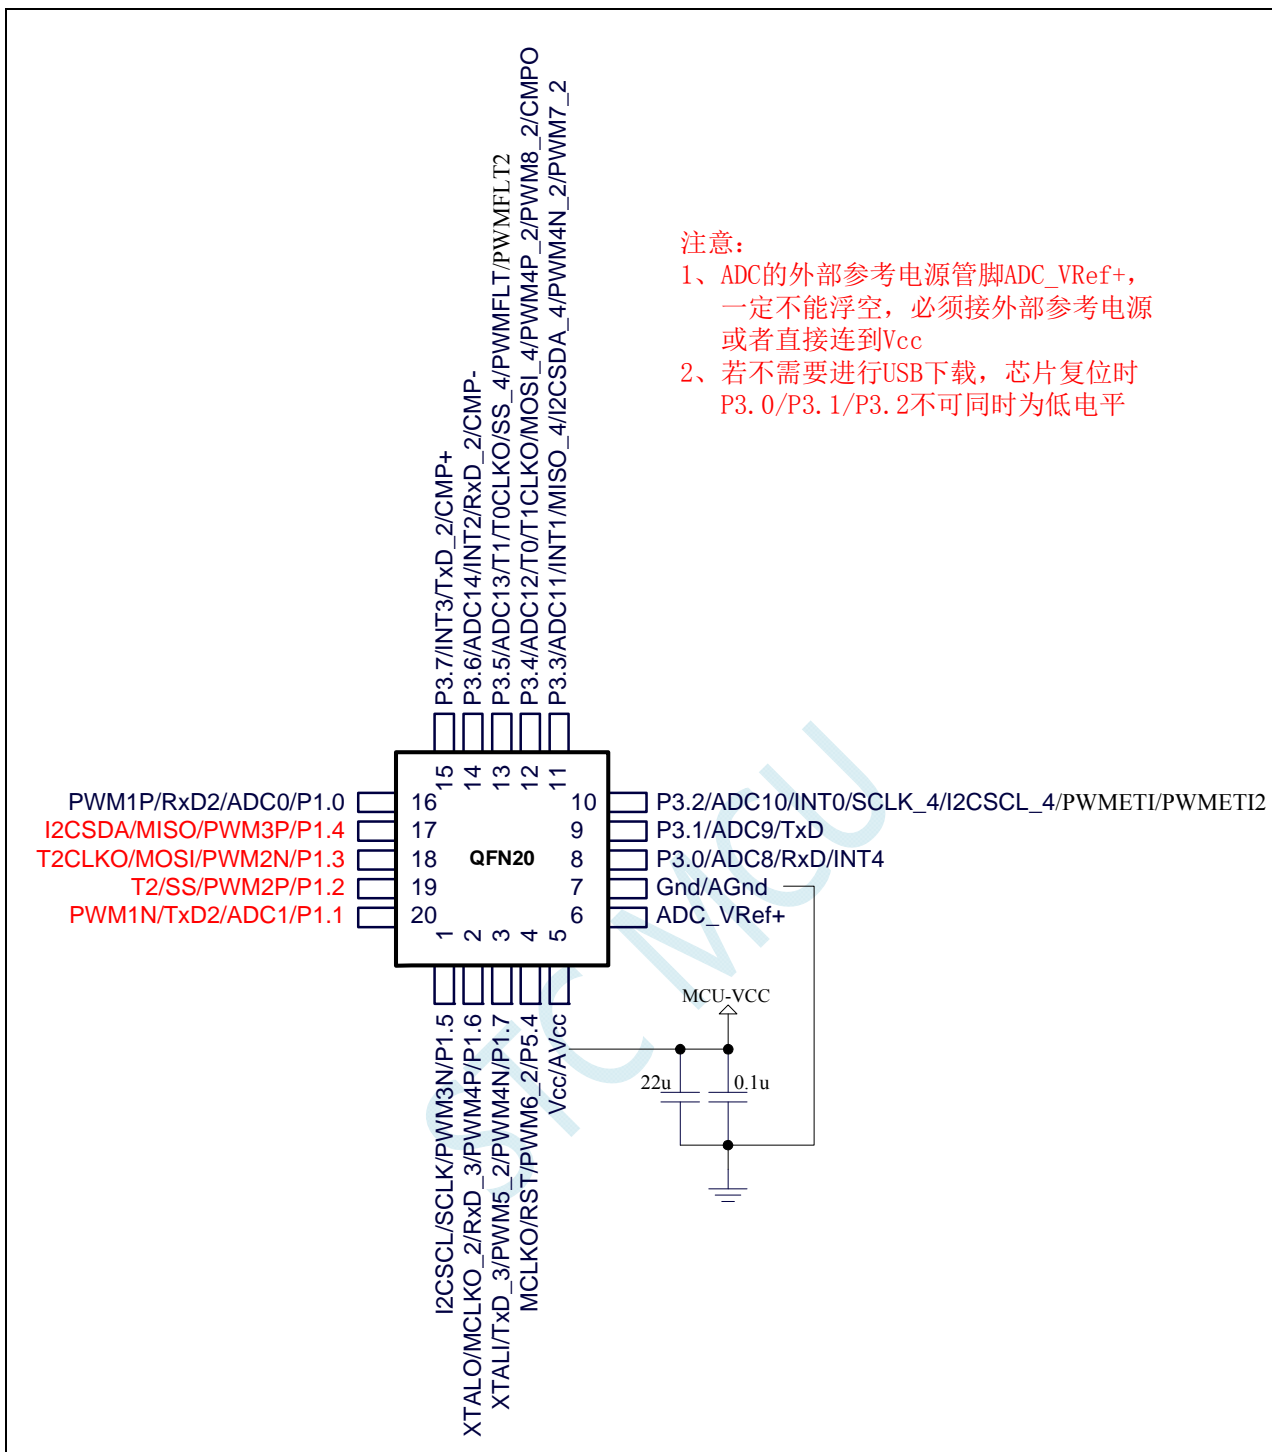 P3.7/INT3/TxD_2/CMP+
P3.6/ADC14/INT2/RxD_2/CMP-
P3.5/ADC13/T1/T0CLKO/SS_4/PWMFLT/PWMFLT2
P3.4/ADC12/T0/T1CLKO/MOSI_4/PWM4P_2/PWM8_2/CMPO
P3.3/ADC11/INT1/MISO_4/I2CSDA_4/PWM4N_2/PWM7_2
注意:
1、ADC的外部参考电源管脚ADC_VRef+,
一定不能浮空，必须接外部参考电源
或者直接连到Vcc
2、若不需要进行USB下载，芯片复位时
P3.0/P3.1/P3.2不可同时为低电平
15
14
13
12
11
PWM1P/RxD2/ADC0/P1.0 16
I2CSDA/MISO/PWM3P/P1.4 17
T2CLKO/MOSI/PWM2N/P1.3 18
T2/SS/PWM2P/P1.2 19
PWM1N/TxD2/ADC1/P1.1 20
QFN20
10 P3.2/ADC10/INT0/SCLK_4/I2CSCL_4/PWMETI/PWMETI2
9 P3.1/ADC9/TxD
8 P3.0/ADC8/RxD/INT4
7 Gnd/AGnd
6 ADC_VRef+
1
2
3
4
5
I2CSCL/SCLK/PWM3N/P1.5
XTALO/MCLKO_2/RxD_3/PWM4P/P1.6
XTALI/TxD_3/PWM5_2/PWM4N/P1.7
MCLKO/RST/PWM6_2/P5.4
Vcc/AVcc
MCU-VCC
22u
0.1u
STC MCU